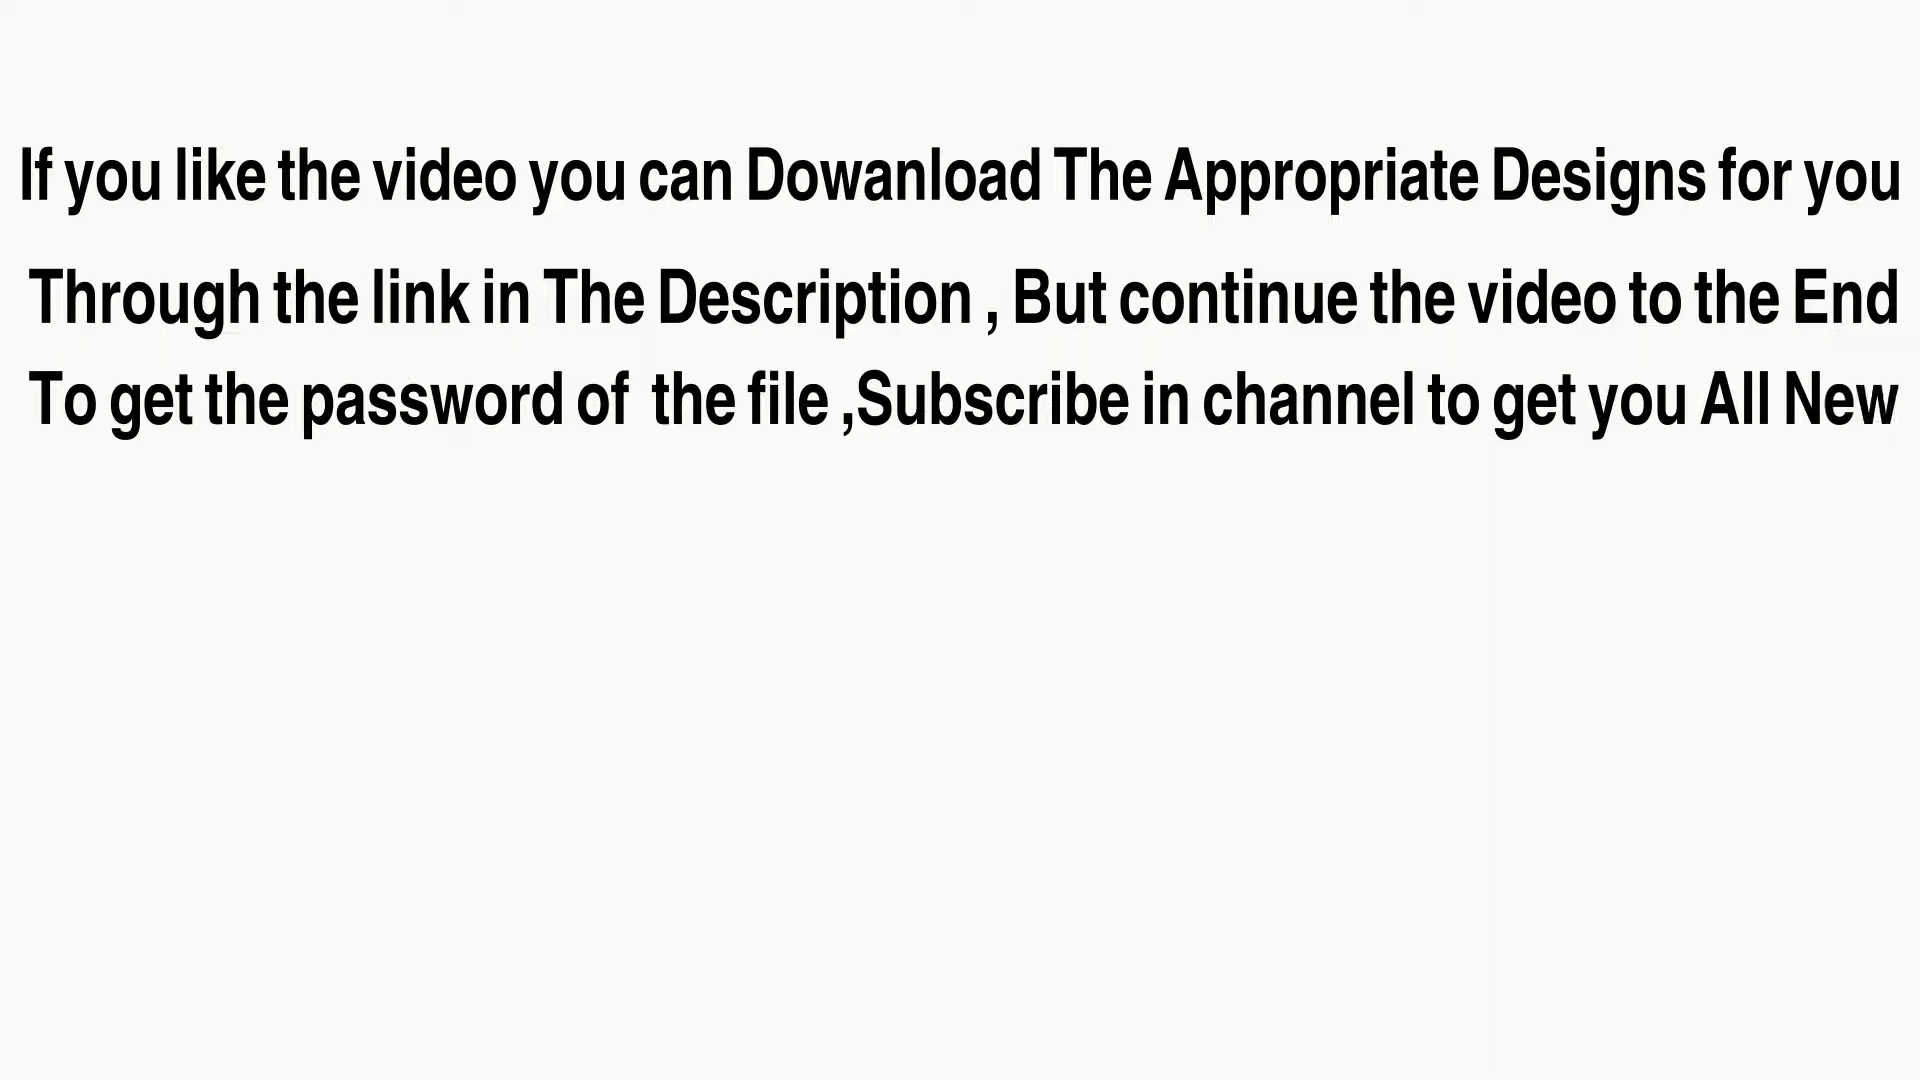 If you like the video you can Dowanload The Appropriate Designs for you
Through the link in The Description , But continue the video to the End
To get the password of the file ,Subscribe in channel to get you All New